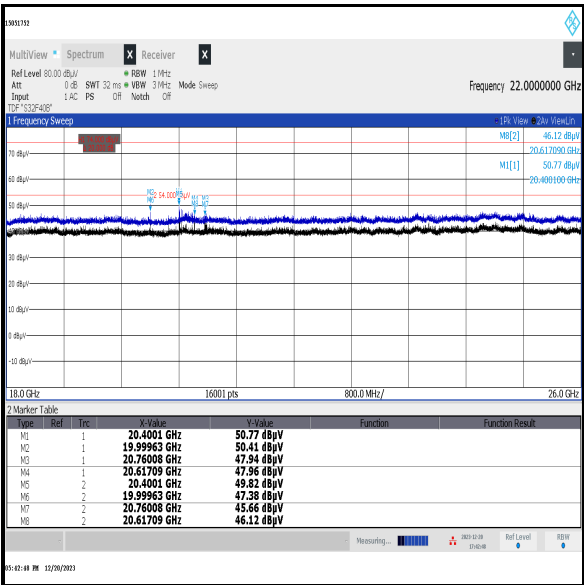 15051752
MultiView Spectrum X Receiver X
Ref Level 80.00 dBµV RBW 1 MHz
Att 0 dB SWT 32 ms VBW 3 MHz Mode Sweep
Input 1 AC PS Off Notch Off
Frequency 22.0000000 GHz
TDF "S32F40B"
1 Frequency Sweep 1Pk View 2Av ViewLin
M8[2] 46.12 dBµV
20.617090 GHz
M1[1] 50.77 dBµV
20.400100 GHz
70 dBµV
60 dBµV
50 dBµV
30 dBµV
20 dBµV
10 dBµV
0 dBµV
-10 dBµV
18.0 GHz 16001 pts 800.0 MHz/ 26.0 GHz
2 Marker Table
Type Ref Trc X-Value Y-Value Function Function Result
M1 1 20.4001 GHz 50.77 dBµV
M2 1 19.99963 GHz 50.41 dBµV
M3 1 20.76008 GHz 47.94 dBµV
M4 1 20.61709 GHz 47.96 dBµV
M5 2 20.4001 GHz 49.82 dBµV
M6 2 19.99963 GHz 47.38 dBµV
M7 2 20.76008 GHz 45.66 dBµV
M8 2 20.61709 GHz 46.12 dBµV
Measuring... 2023-12-20 Ref Level RBW
17:42:40
05:42:40 PM 12/20/2023